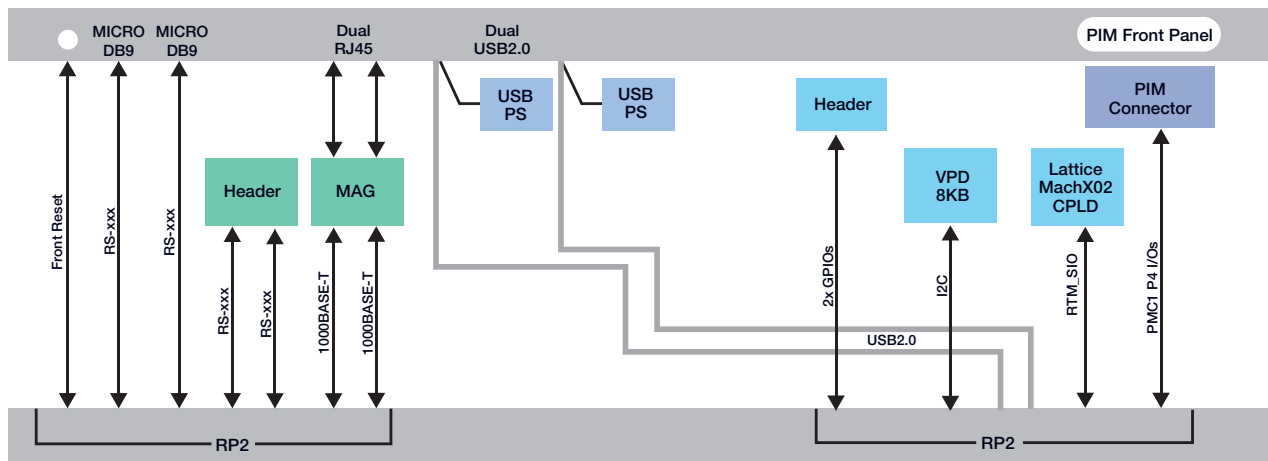 MICRO
DB9
MICRO
DB9
Dual
RJ45
Dual
USB2.0
PIM Front Panel
USB
PS
USB
PS
Header
PIM
Connector
Header
MAG
VPD
8KB
Lattice
MachX02
CPLD
Front Reset
RS-xxx
RS-xxx
RS-xxx
RS-xxx
1000BASE-T
1000BASE-T
2x GPIOs
I2C
RTM_SIO
PMC1 P4 I/Os
USB2.0
RP2
RP2